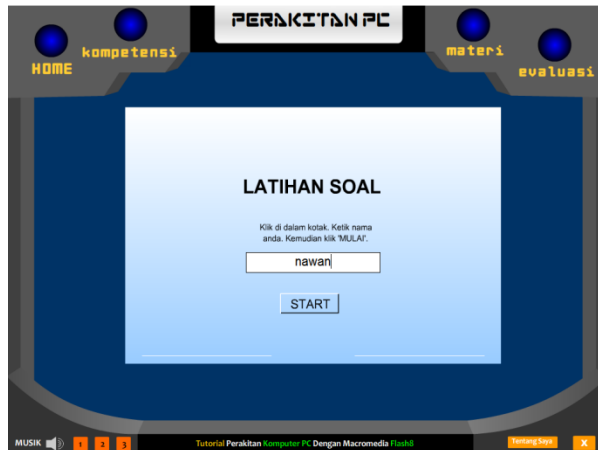 PERAKITAN PC
HOME
kompetensi
materi
evaluasi
LATIHAN SOAL
Klik di dalam kotak. Ketik nama
anda. Kemudian klik 'MULAI'.
nawan
START
MUSIK 1 2 3
Tutorial Perakitan Komputer PC Dengan Macromedia Flash8
Tentang Saya X